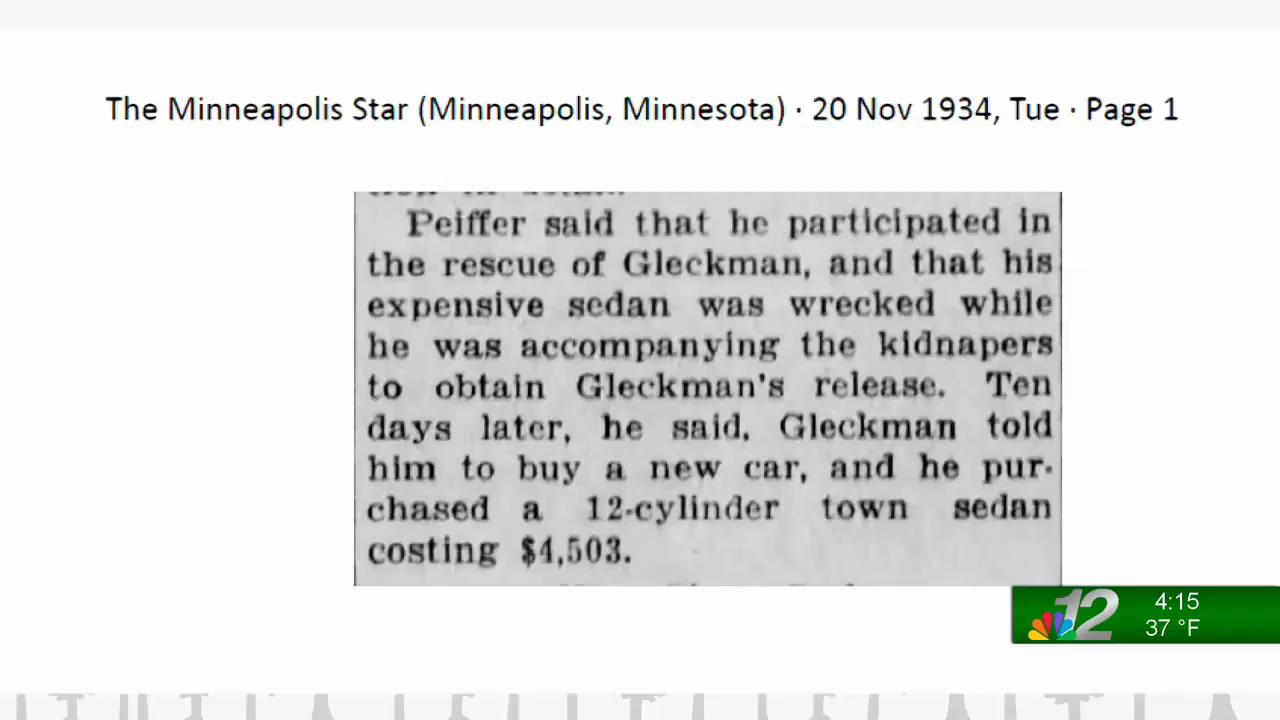 The Minneapolis Star (Minneapolis, Minnesota) · 20 Nov 1934, Tue · Page 1
Peiffer said that he participated in
the rescue of Gleckman, and that his
expensive sedan was wrecked while
he was accompanying the kidnapers
to obtain Gleckman's release. Ten
days later, he said, Gleckman told
him to buy a new car, and he pur-
chased a 12-cylinder town sedan
costing $4,503.
12
4:15
37 °F